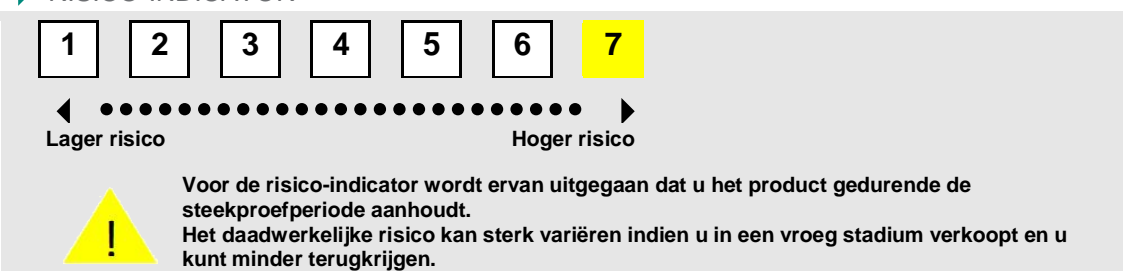 RISICO-INDICATOR
1 2 3 4 5 6 7
Lager risico Hoger risico
!
Voor de risico-indicator wordt ervan uitgegaan dat u het product gedurende de
steekproefperiode aanhoudt.
Het daadwerkelijke risico kan sterk variëren indien u in een vroeg stadium verkoopt en u
kunt minder terugkrijgen.